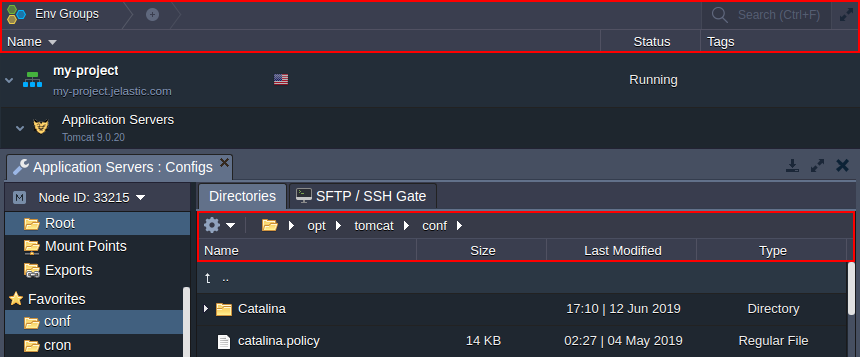 Env Groups
Search (Ctrl+F)
Name Status Tags
my-project
my-project.jelastic.com
Running
Application Servers
Tomcat 9.0.20
Application Servers : Configs
M Node ID: 33215
Directories SFTP / SSH Gate
Root
Mount Points
Exports
Favorites
conf
cron
opt tomcat conf
Name Size Last Modified Type
..
Catalina 17:10 | 12 Jun 2019 Directory
catalina.policy 14 KB 02:27 | 04 May 2019 Regular File